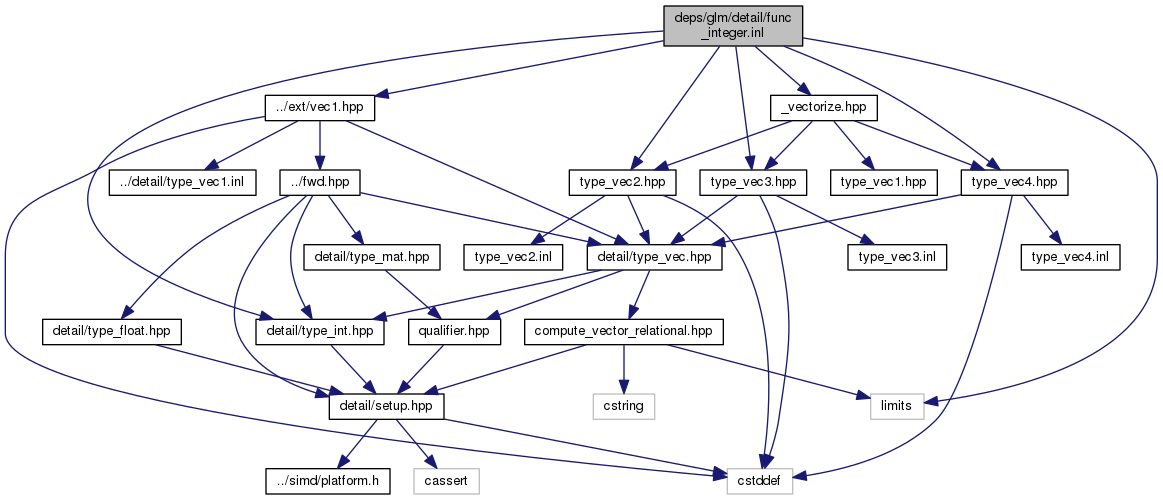 deps/glm/detail/func
_integer.inl
../ext/vec1.hpp
_vectorize.hpp
../detail/type_vec1.inl
../fwd.hpp
type_vec2.hpp
type_vec3.hpp
type_vec1.hpp
type_vec4.hpp
detail/type_mat.hpp
type_vec2.inl
detail/type_vec.hpp
type_vec3.inl
type_vec4.inl
detail/type_float.hpp
detail/type_int.hpp
qualifier.hpp
compute_vector_relational.hpp
detail/setup.hpp
cstring
limits
../simd/platform.h
cassert
cstddef